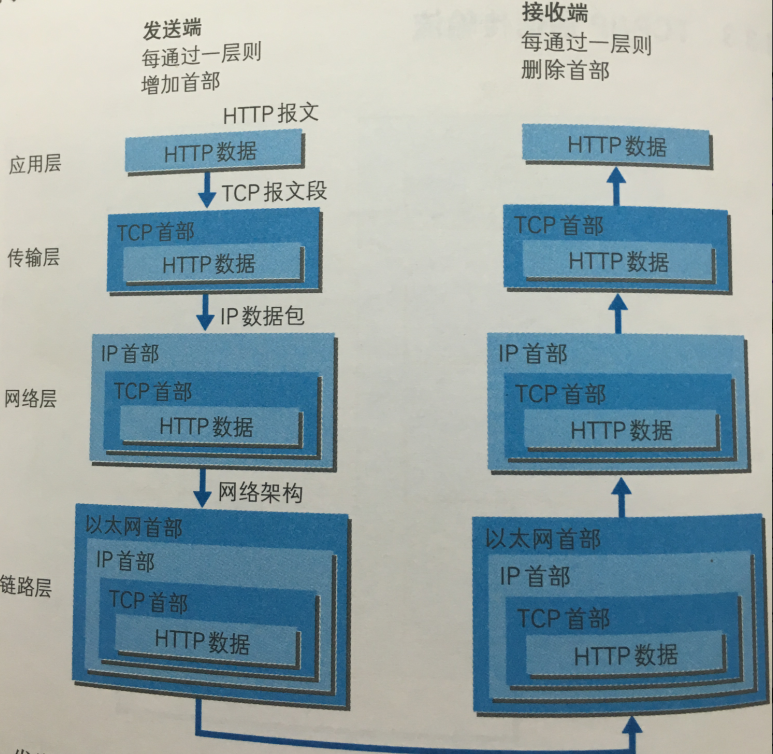 发送端
每通过一层则
增加首部
接收端
每通过一层则
删除首部
HTTP 报文
应用层
HTTP 数据
HTTP 数据
TCP 报文段
传输层
TCP 首部
HTTP 数据
TCP 首部
HTTP 数据
IP 数据包
网络层
IP 首部
TCP 首部
HTTP 数据
IP 首部
TCP 首部
HTTP 数据
网络架构
链路层
以太网首部
IP 首部
TCP 首部
HTTP 数据
以太网首部
IP 首部
TCP 首部
HTTP 数据